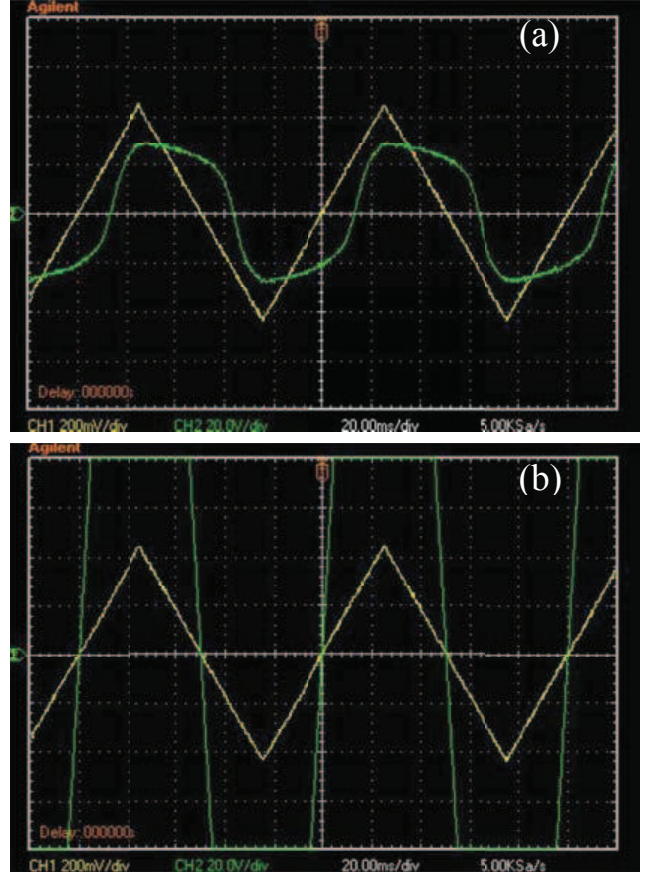 Agilent
(a)
Delay: 000000s
CH1 200mV/div CH2 20.0V/div 20.00ms/div 5.00KSa/s
Agilent
(b)
Delay: 000000s
CH1 200mV/div CH2 20.0V/div 20.00ms/div 5.00KSa/s